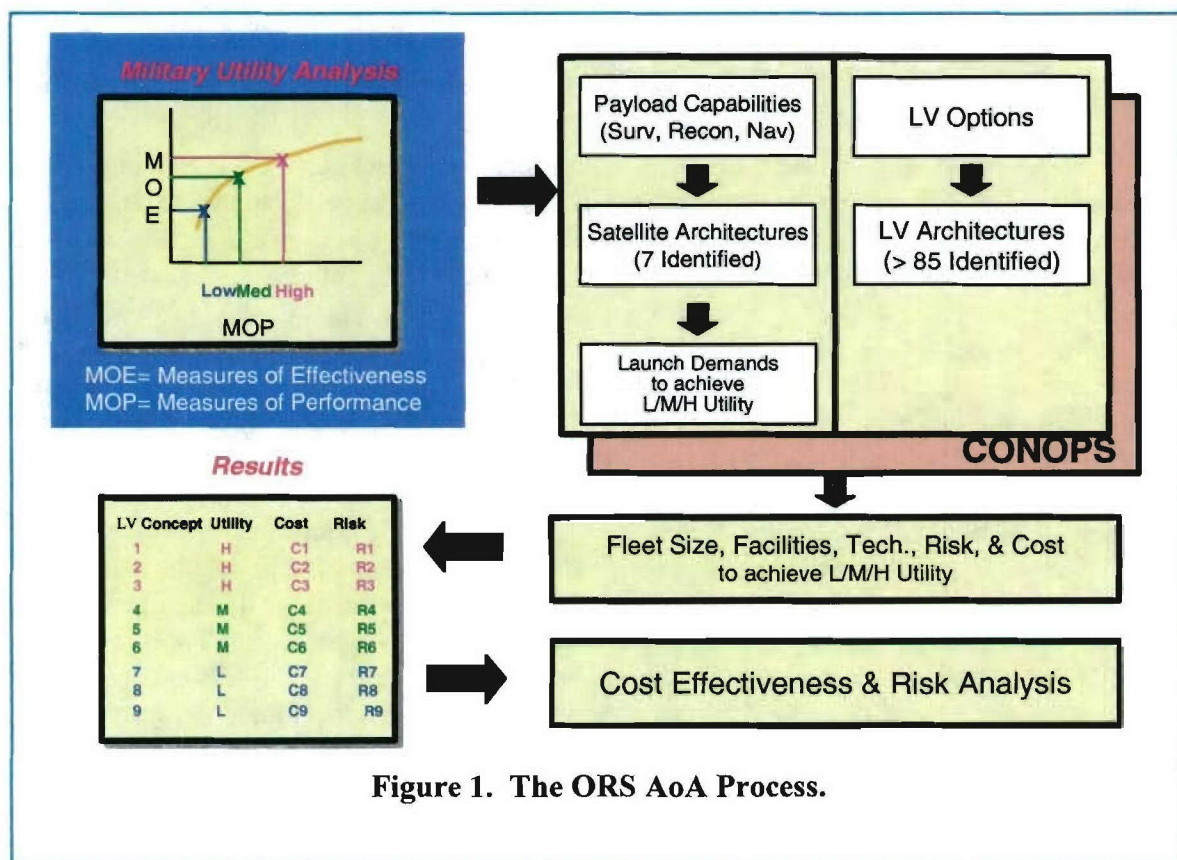 Military Utility Analysis
M
O
E
LowMed High
MOP
MOE= Measures of Effectiveness
MOP= Measures of Performance
Payload Capabilities
(Surv, Recon, Nav)
Satellite Architectures
(7 Identified)
Launch Demands
to achieve
L/M/H Utility
LV Options
LV Architectures
(> 85 Identified)
CONOPS
Fleet Size, Facilities, Tech., Risk, & Cost
to achieve L/M/H Utility
Results
LV Concept Utility Cost Risk
1 H C1 R1
2 H C2 R2
3 H C3 R3
4 M C4 R4
5 M C5 R5
6 M C6 R6
7 L C7 R7
8 L C8 R8
9 L C9 R9
Cost Effectiveness & Risk Analysis
Figure 1. The ORS AoA Process.